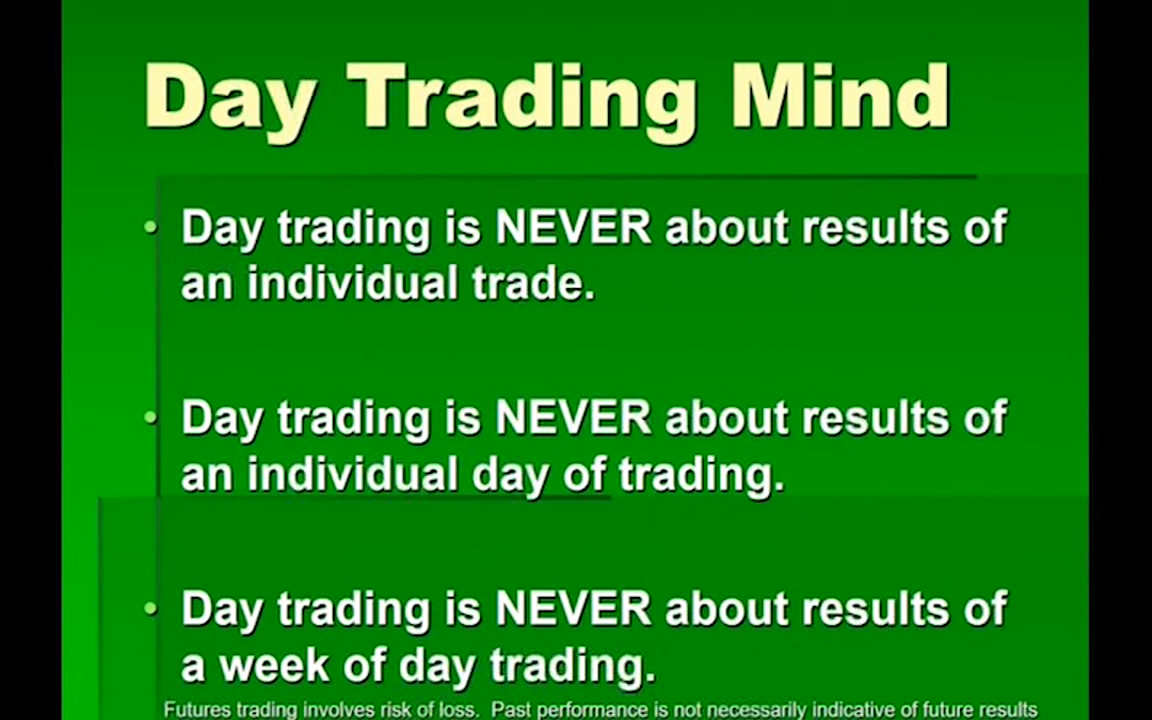 Day Trading Mind
• Day trading is NEVER about results of
an individual trade.
• Day trading is NEVER about results of
an individual day of trading.
• Day trading is NEVER about results of
a week of day trading.
Futures trading involves risk of loss.  Past performance is not necessarily indicative of future results